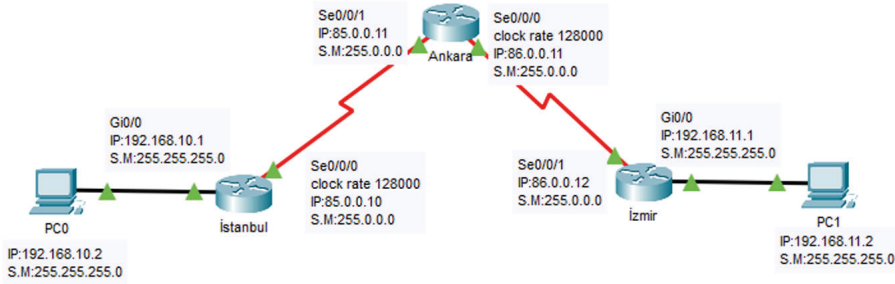 Se0/0/1
IP:85.0.0.11
S.M:255.0.0.0
Ankara
Se0/0/0
clock rate 128000
IP:86.0.0.11
S.M:255.0.0.0
Gi0/0
IP:192.168.10.1
S.M:255.255.255.0
Gi0/0
IP:192.168.11.1
S.M:255.255.255.0
Se0/0/0
clock rate 128000
IP:85.0.0.10
S.M:255.0.0.0
Se0/0/1
IP:86.0.0.12
S.M:255.0.0.0
PC0
İstanbul
İzmir
PC1
IP:192.168.10.2
S.M:255.255.255.0
IP:192.168.11.2
S.M:255.255.255.0